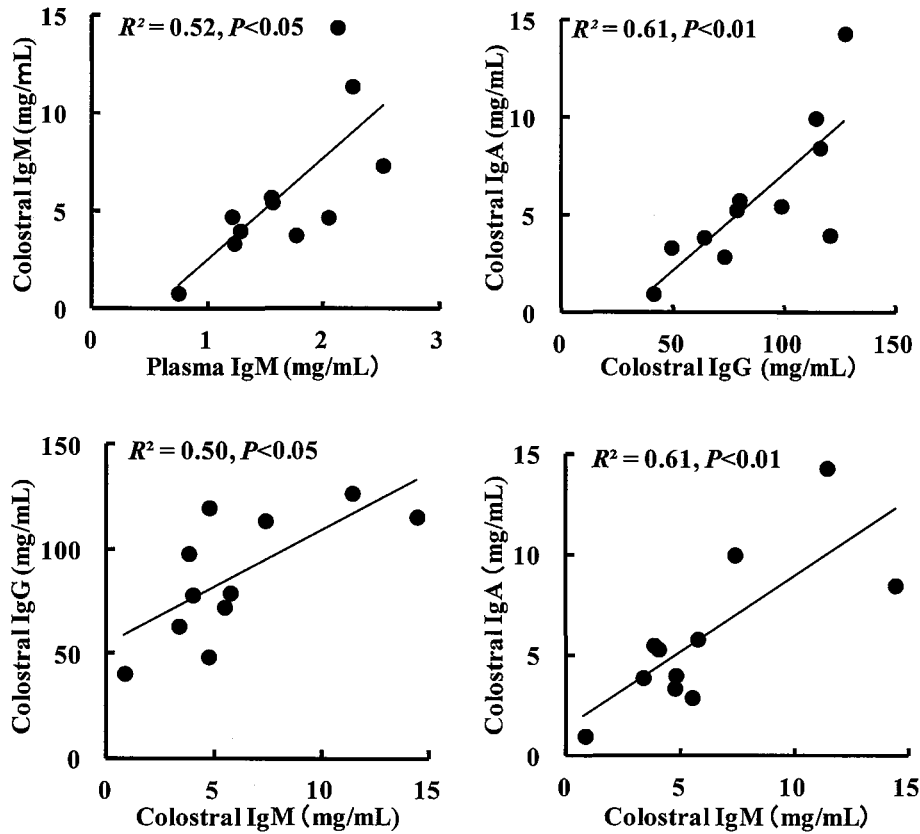 R² = 0.52, P<0.05
Colostral IgM (mg/mL)
15
10
5
0
0 1 2 3
Plasma IgM (mg/mL)
R² = 0.61, P<0.01
Colostral IgA (mg/mL)
15
10
5
0
0 50 100 150
Colostral IgG (mg/mL)
R² = 0.50, P<0.05
Colostral IgG (mg/mL)
150
100
50
0
0 5 10 15
Colostral IgM (mg/mL)
R² = 0.61, P<0.01
Colostral IgA (mg/mL)
15
10
5
0
0 5 10 15
Colostral IgM (mg/mL)